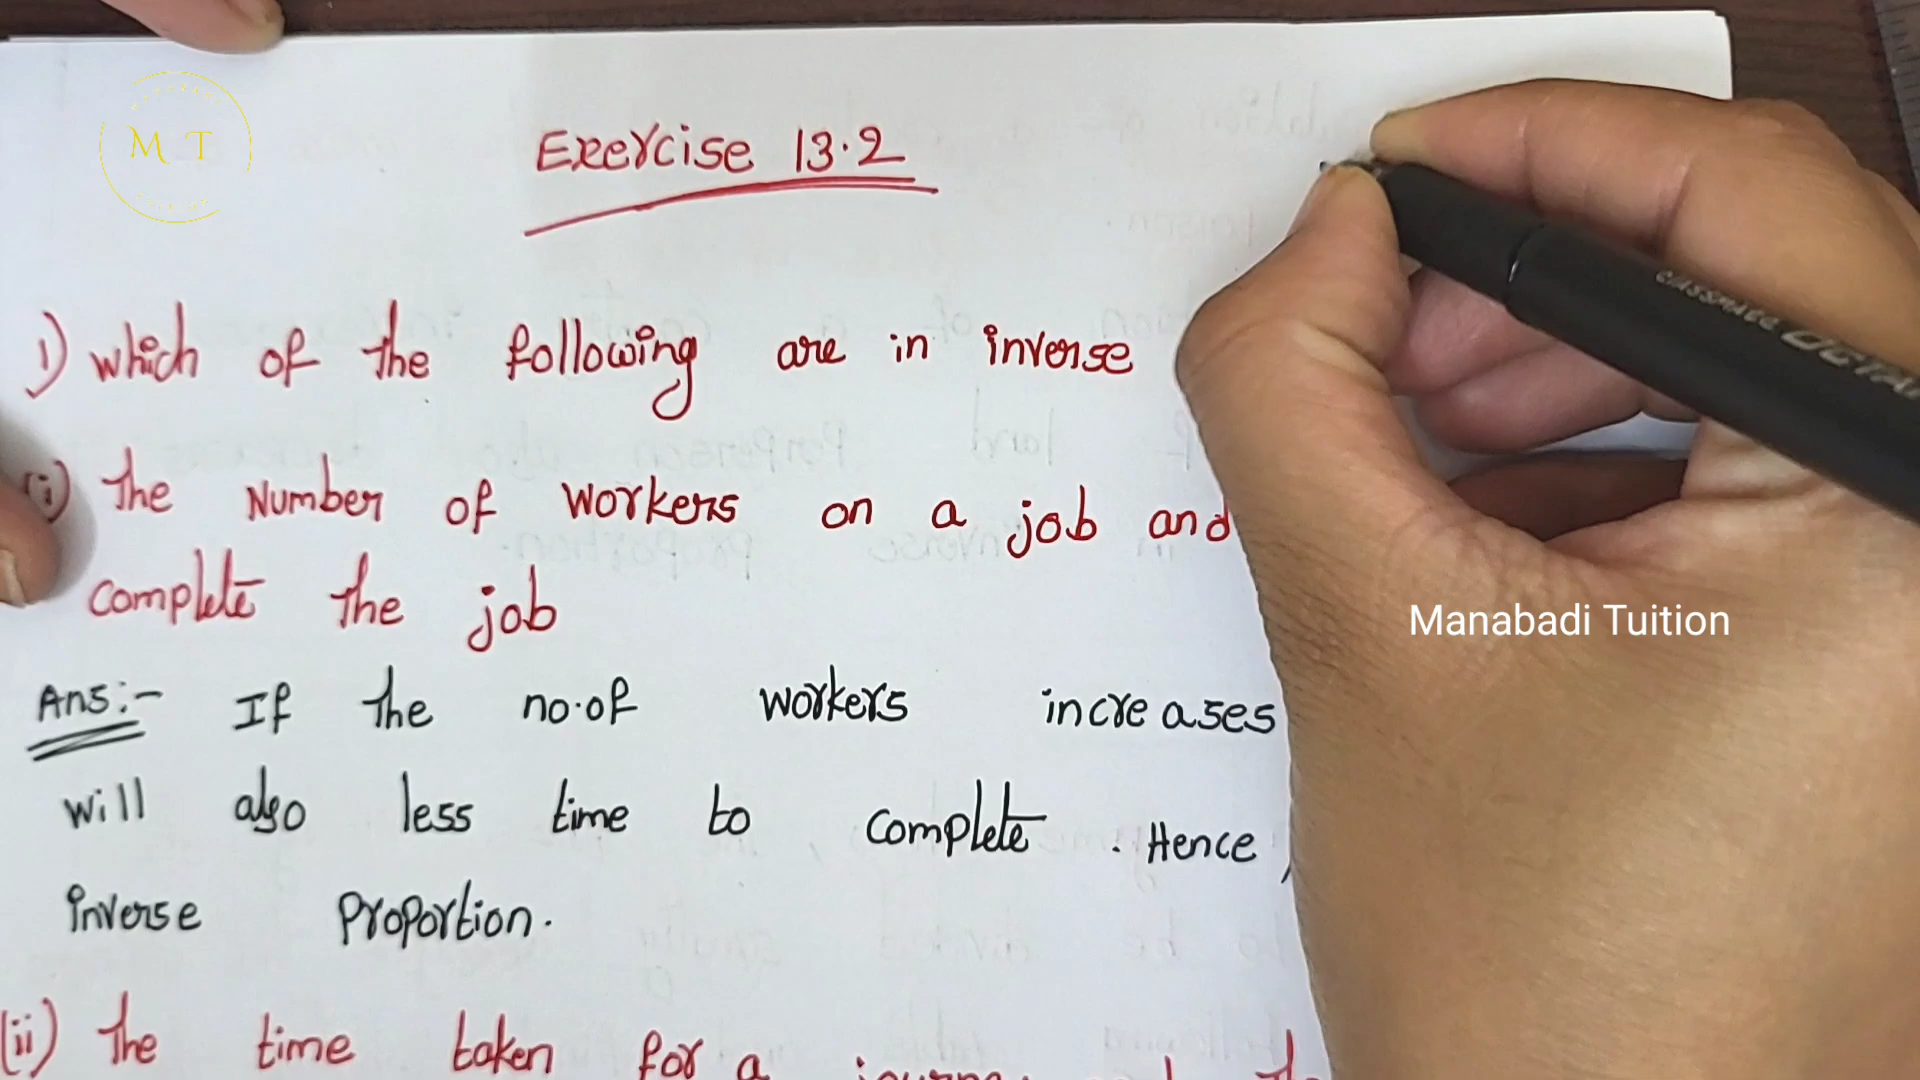 M T
Exercise 13.2
1) which of the following are in inverse
(i) The Number of workers on a job and
complete the job
Ans:- If the no.of workers increases
will also less time to complete. Hence,
inverse proportion.
(ii) The time taken for a
Manabadi Tuition